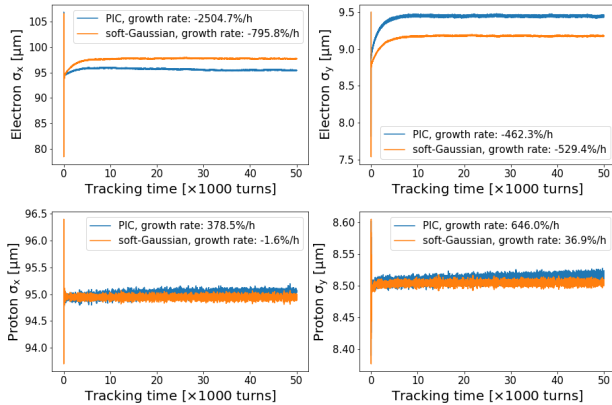 Electron σx [μm]
105
100
95
90
85
80
PIC, growth rate: -2504.7%/h
soft-Gaussian, growth rate: -795.8%/h
0 10 20 30 40 50
Tracking time [×1000 turns]
Electron σy [μm]
9.5
9.0
8.5
8.0
7.5
PIC, growth rate: -462.3%/h
soft-Gaussian, growth rate: -529.4%/h
0 10 20 30 40 50
Tracking time [×1000 turns]
Proton σx [μm]
96.5
96.0
95.5
95.0
94.5
94.0
PIC, growth rate: 378.5%/h
soft-Gaussian, growth rate: -1.6%/h
0 10 20 30 40 50
Tracking time [×1000 turns]
Proton σy [μm]
8.60
8.55
8.50
8.45
8.40
PIC, growth rate: 646.0%/h
soft-Gaussian, growth rate: 36.9%/h
0 10 20 30 40 50
Tracking time [×1000 turns]